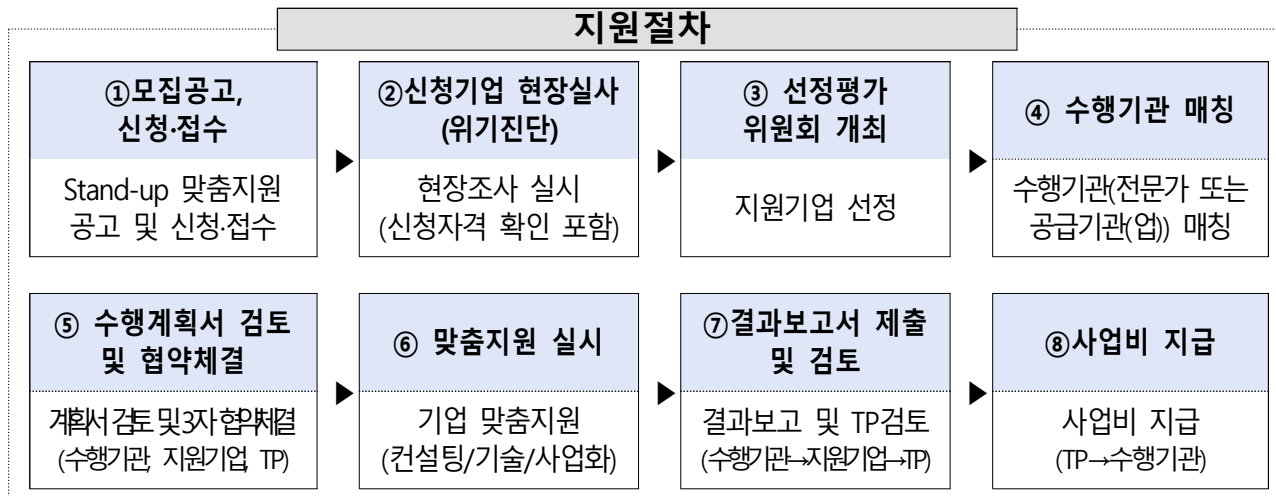 지원절차
①모집공고,
신청·접수
Stand-up 맞춤지원
공고 및 신청·접수
▶
②신청기업 현장실사
(위기진단)
현장조사 실시
(신청자격 확인 포함)
▶
③ 선정평가
위원회 개최
지원기업 선정
▶
④ 수행기관 매칭
수행기관(전문가 또는
공급기관(업)) 매칭
⑤ 수행계획서 검토
및 협약체결
계획서 검토 및 3자 협약체결
(수행기관, 지원기업, TP)
▶
⑥ 맞춤지원 실시
기업 맞춤지원
(컨설팅/기술/사업화)
▶
⑦결과보고서 제출
및 검토
결과보고 및 TP검토
(수행기관→지원기업→TP)
▶
⑧사업비 지급
사업비 지급
(TP→수행기관)